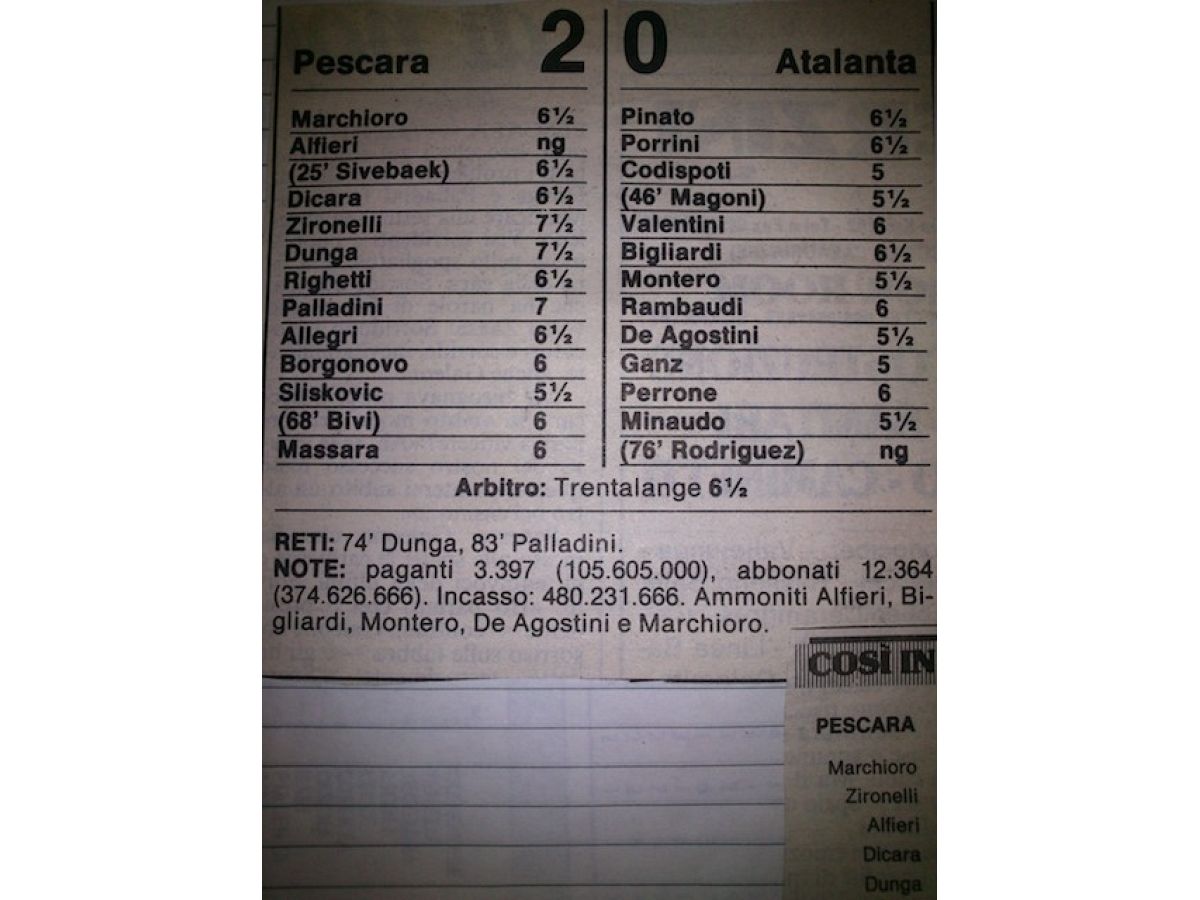 Pescara 2 0 Atalanta
Marchioro 6½ Pinato 6½
Alfieri ng Porrini 6½
(25' Sivebaek) 6½ Codispoti 5
Dicara 6½ (46' Magoni) 5½
Zironelli 7½ Valentini 6
Dunga 7½ Bigliardi 6½
Righetti 6½ Montero 5½
Palladini 7 Rambaudi 6
Allegri 6½ De Agostini 5½
Borgonovo 6 Ganz 5
Sliskovic 5½ Perrone 6
(68' Bivi) 6 Minaudo 5½
Massara 6 (76' Rodriguez) ng
Arbitro: Trentalange 6½
RETI: 74' Dunga, 83' Palladini.
NOTE: paganti 3.397 (105.605.000), abbonati 12.364
(374.626.666). Incasso: 480.231.666. Ammoniti Alfieri, Bi-
gliardi, Montero, De Agostini e Marchioro.
COSÌ IN
PESCARA
Marchioro
Zironelli
Alfieri
Dicara
Dunga